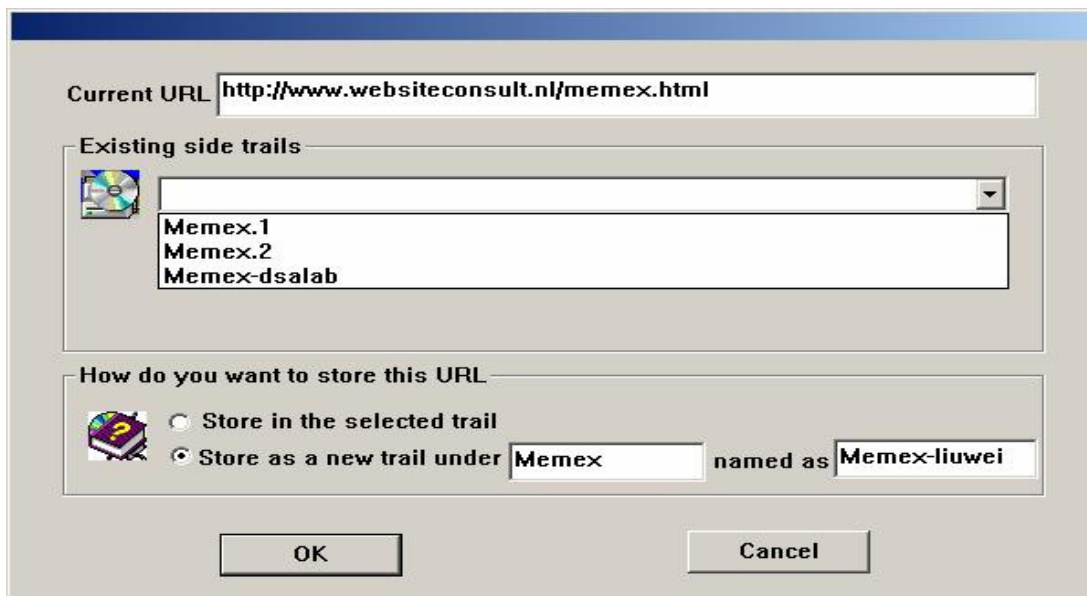 Current URL http://www.websiteconsult.nl/memex.html
Existing side trails
Memex.1
Memex.2
Memex-dsalab
How do you want to store this URL
?
Store in the selected trail
Store as a new trail under Memex named as Memex-liuwei
OK Cancel